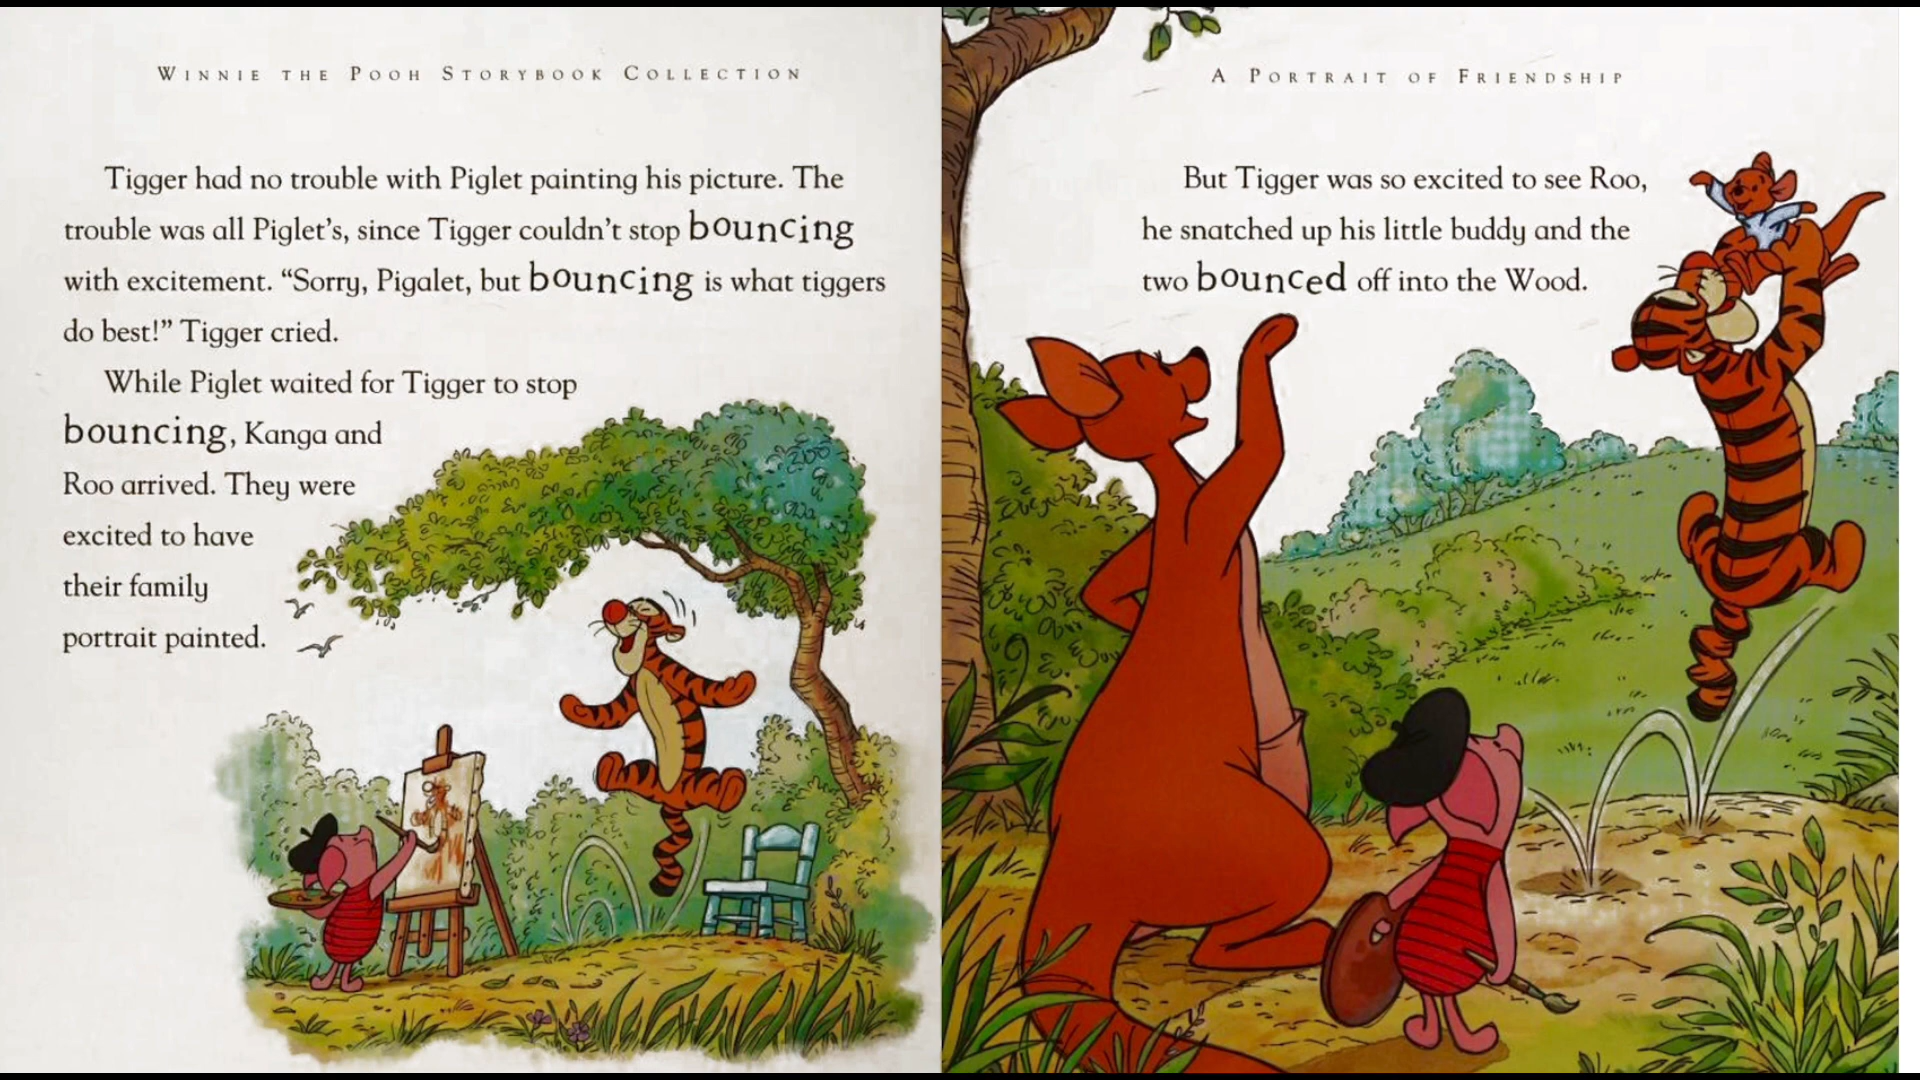 Winnie the Pooh Storybook Collection
Tigger had no trouble with Piglet painting his picture. The
trouble was all Piglet's, since Tigger couldn't stop bouncing
with excitement. “Sorry, Pigalet, but bouncing is what tiggers
do best!” Tigger cried.
While Piglet waited for Tigger to stop
bouncing, Kanga and
Roo arrived. They were
excited to have
their family
portrait painted.
A Portrait of Friendship
But Tigger was so excited to see Roo,
he snatched up his little buddy and the
two bounced off into the Wood.